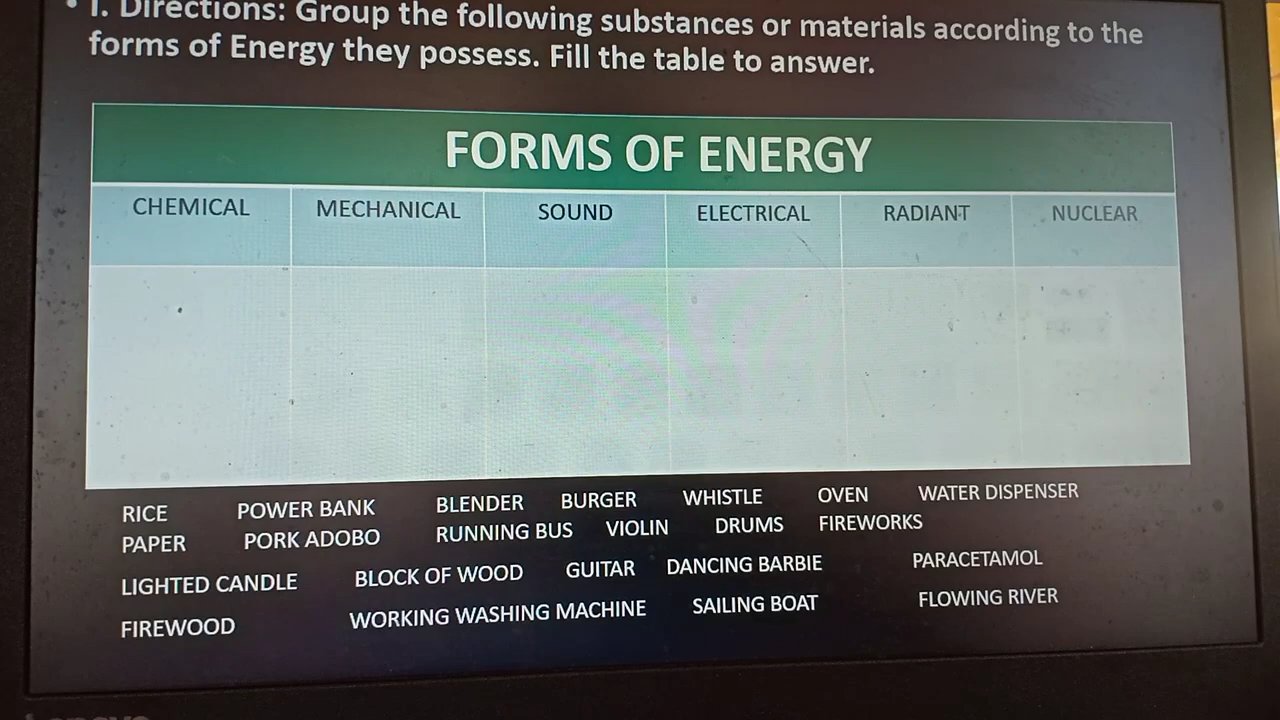 • I. Directions: Group the following substances or materials according to the
forms of Energy they possess. Fill the table to answer.
FORMS OF ENERGY
CHEMICAL MECHANICAL SOUND ELECTRICAL RADIANT NUCLEAR
RICE POWER BANK BLENDER BURGER WHISTLE OVEN WATER DISPENSER
PAPER PORK ADOBO RUNNING BUS VIOLIN DRUMS FIREWORKS
LIGHTED CANDLE BLOCK OF WOOD GUITAR DANCING BARBIE PARACETAMOL
FIREWOOD WORKING WASHING MACHINE SAILING BOAT FLOWING RIVER